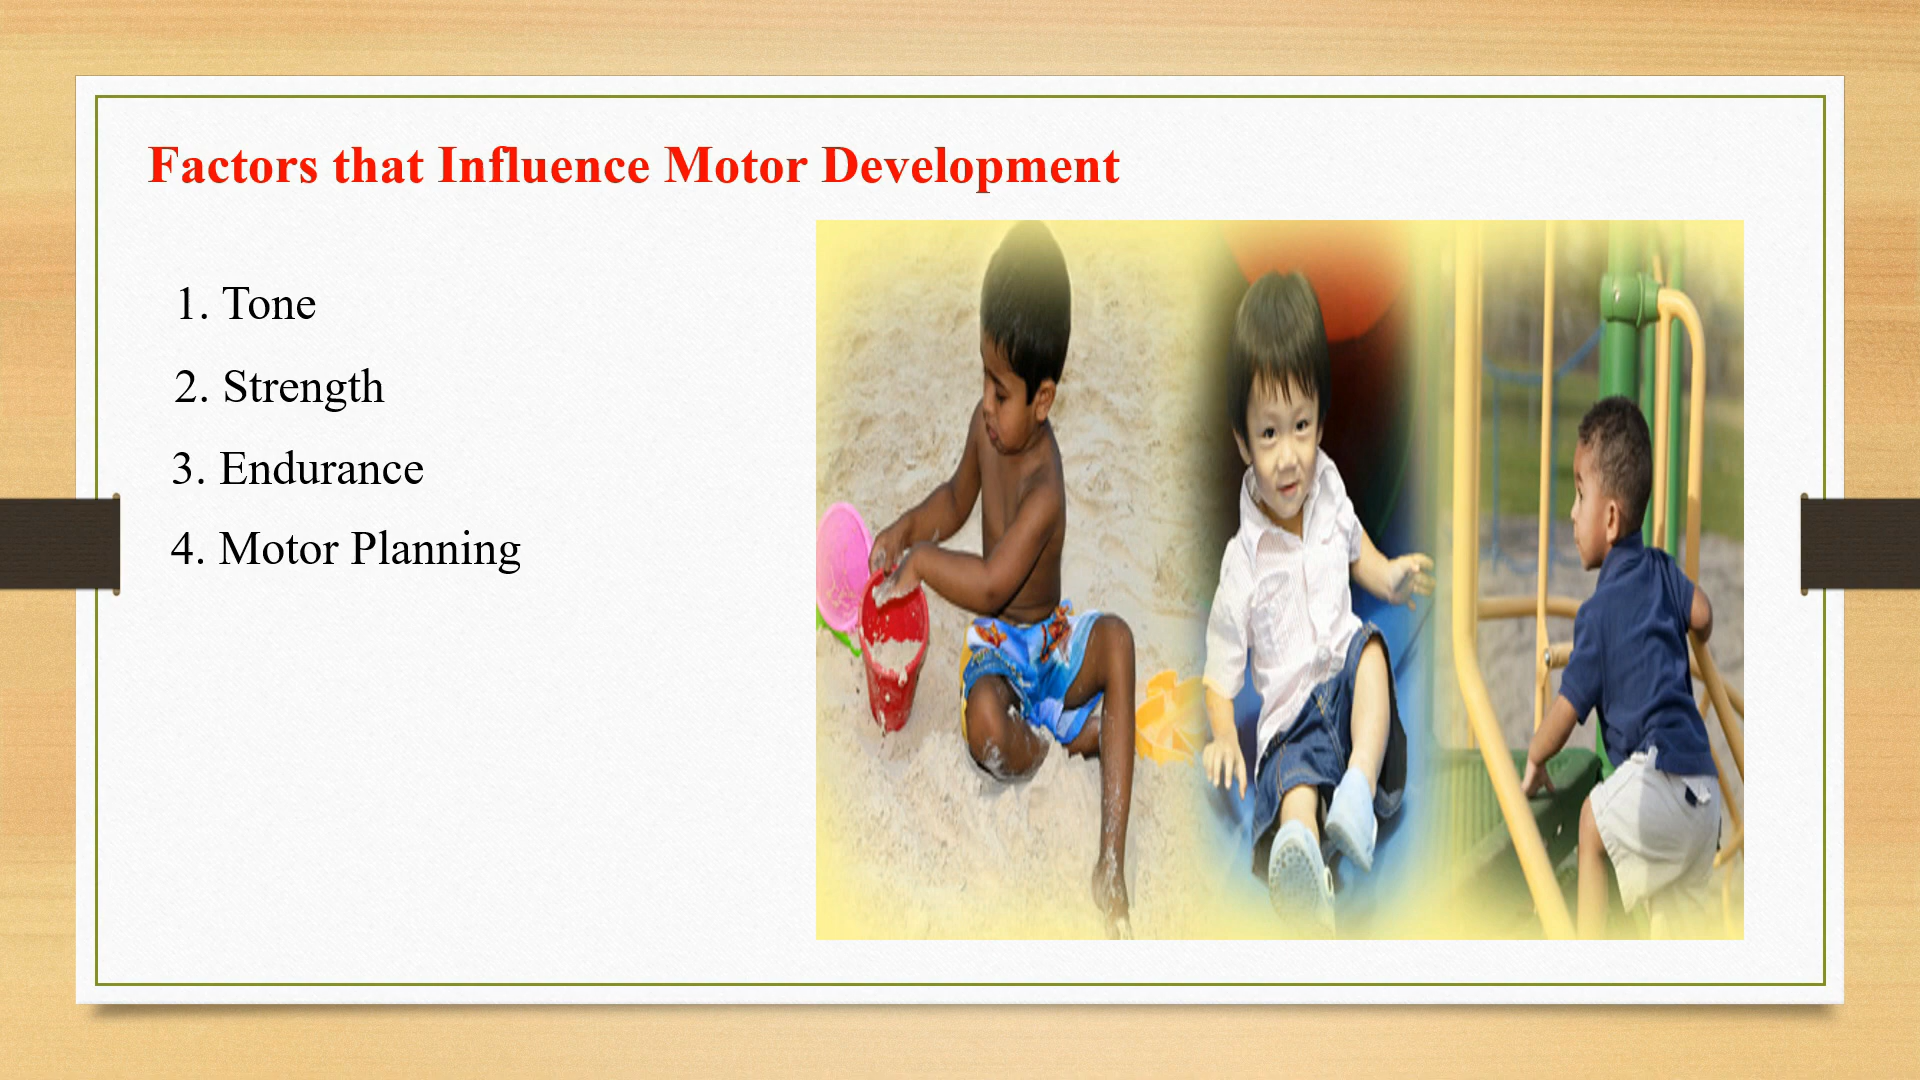 Factors that Influence Motor Development
1. Tone
2. Strength
3. Endurance
4. Motor Planning